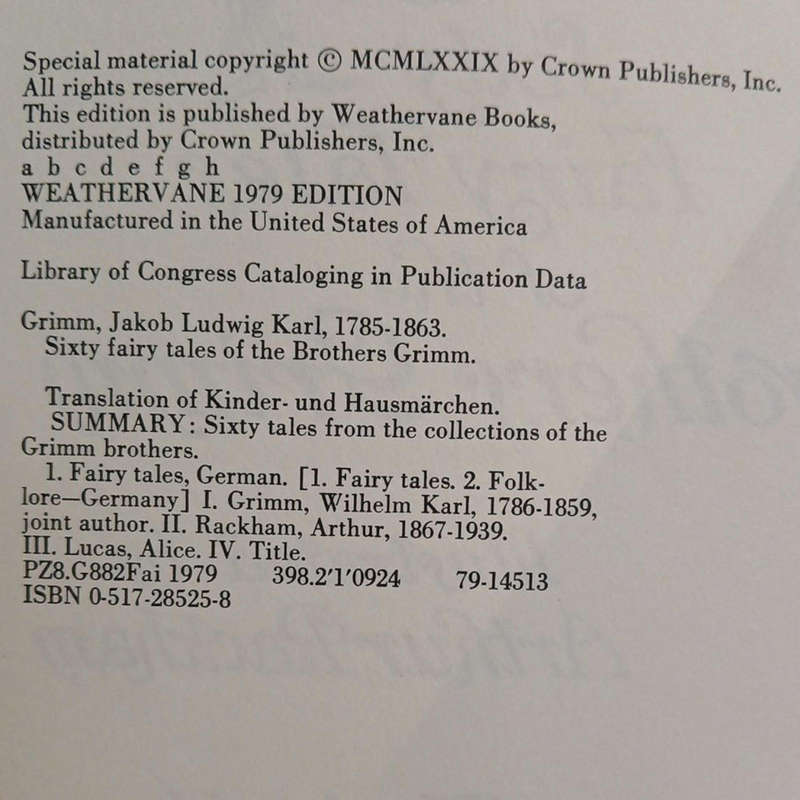 Special material copyright © MCMLXXIX by Crown Publishers, Inc.
All rights reserved.
This edition is published by Weathervane Books,
distributed by Crown Publishers, Inc.
a b c d e f g h
WEATHERVANE 1979 EDITION
Manufactured in the United States of America
Library of Congress Cataloging in Publication Data
Grimm, Jakob Ludwig Karl, 1785-1863.
Sixty fairy tales of the Brothers Grimm.
Translation of Kinder- und Hausmärchen.
SUMMARY: Sixty tales from the collections of the
Grimm brothers.
1. Fairy tales, German. [1. Fairy tales. 2. Folk-
lore—Germany] I. Grimm, Wilhelm Karl, 1786-1859,
joint author. II. Rackham, Arthur, 1867-1939.
III. Lucas, Alice. IV. Title.
PZ8.G882Fai 1979 398.2'1'0924 79-14513
ISBN 0-517-28525-8